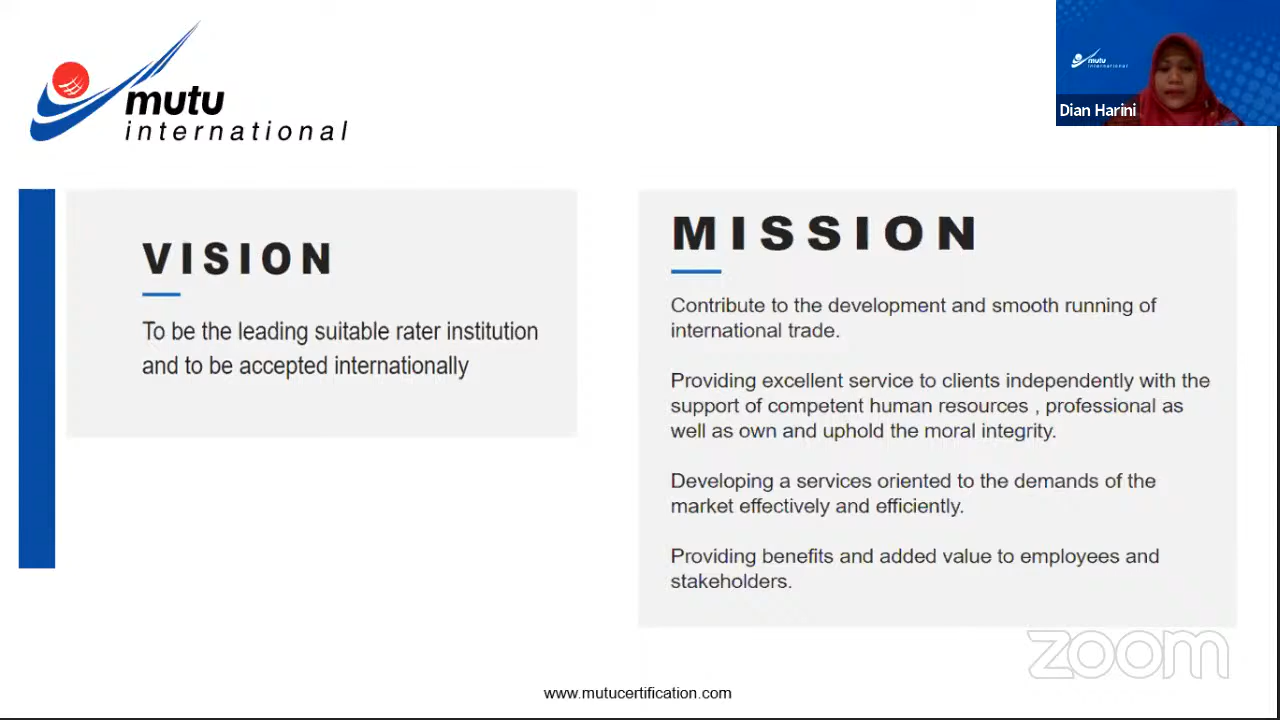 mutu
international
mutu
international
Dian Harini
VISION
To be the leading suitable rater institution
and to be accepted internationally
MISSION
Contribute to the development and smooth running of
international trade.
Providing excellent service to clients independently with the
support of competent human resources , professional as
well as own and uphold the moral integrity.
Developing a services oriented to the demands of the
market effectively and efficiently.
Providing benefits and added value to employees and
stakeholders.
zoom
www.mutucertification.com